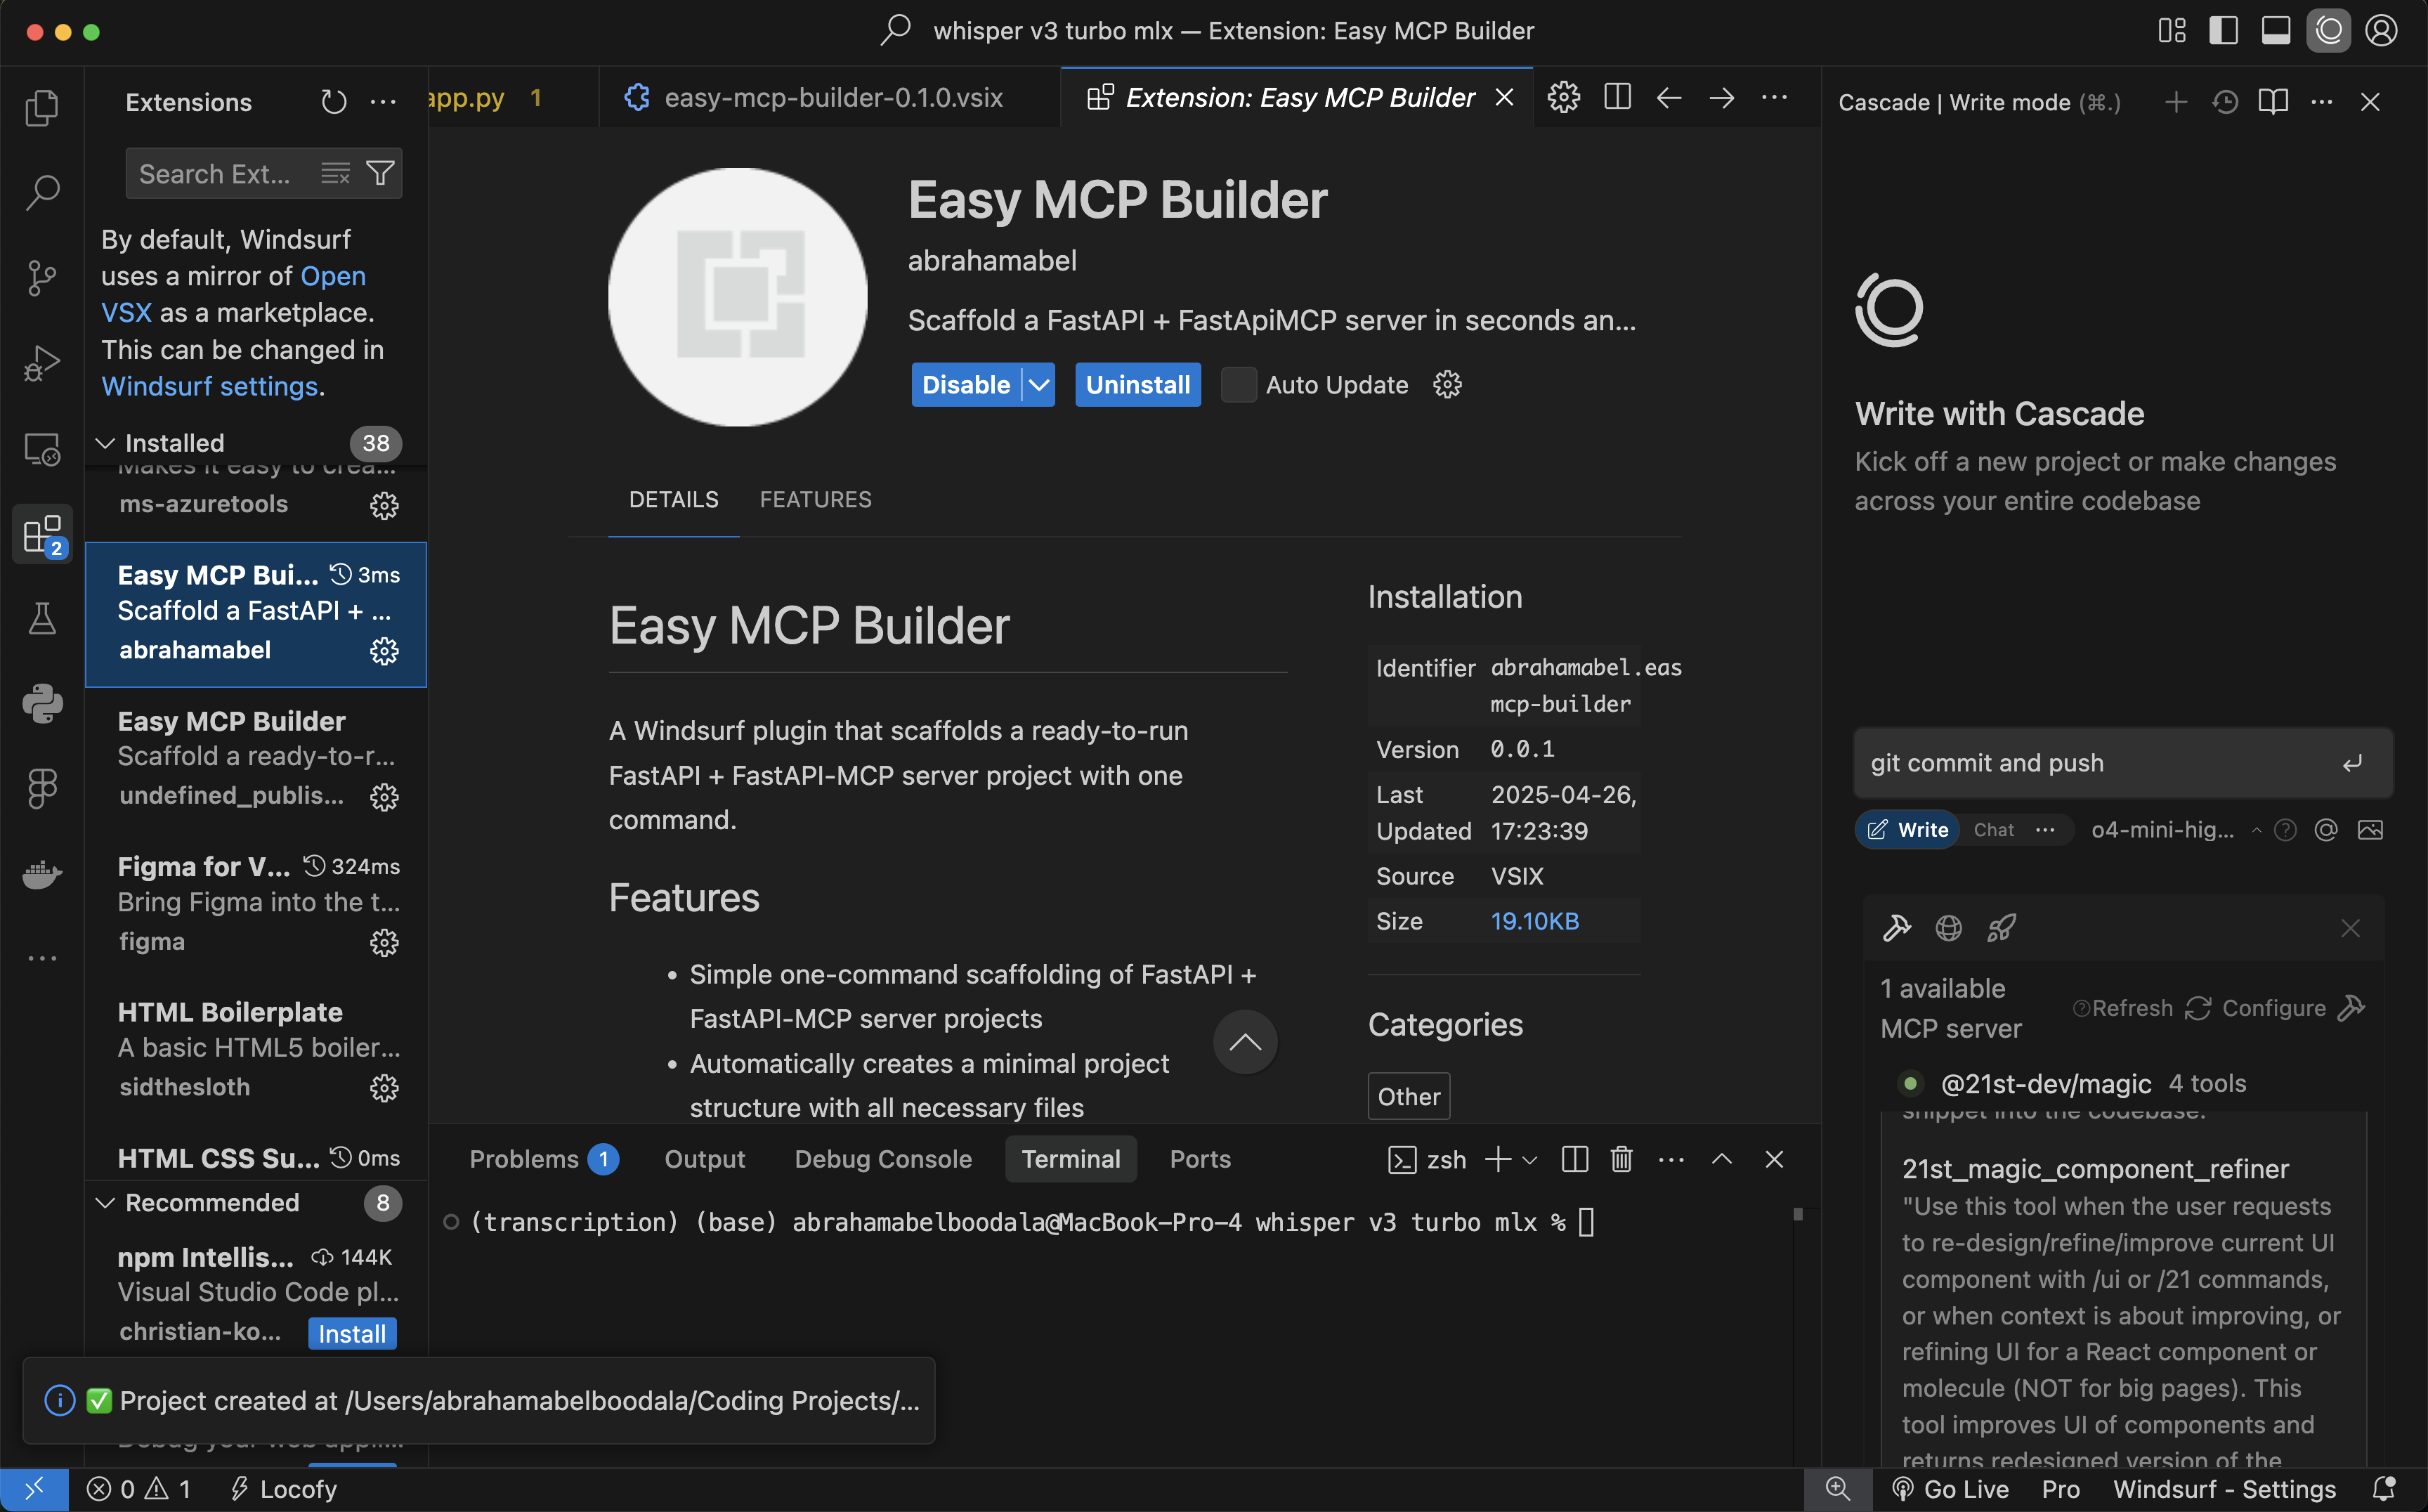 whisper v3 turbo mlx — Extension: Easy MCP Builder
Extensions
Search Ext...
By default, Windsurf
uses a mirror of Open
VSX as a marketplace.
This can be changed in
Windsurf settings.
Installed 38
Makes it easy to crea...
ms-azuretools
Easy MCP Bui... 3ms
Scaffold a FastAPI + ...
abrahamabel
Easy MCP Builder
Scaffold a ready-to-r...
undefined_publis...
Figma for V... 324ms
Bring Figma into the t...
figma
HTML Boilerplate
A basic HTML5 boiler...
sidthesloth
HTML CSS Su... 0ms
Recommended 8
npm Intellis... 144K
Visual Studio Code pl...
christian-ko... Install
2
app.py 1
easy-mcp-builder-0.1.0.vsix
Extension: Easy MCP Builder
Easy MCP Builder
abrahamabel
Scaffold a FastAPI + FastApiMCP server in seconds an...
Disable Uninstall Auto Update
DETAILS FEATURES
Easy MCP Builder
A Windsurf plugin that scaffolds a ready-to-run
FastAPI + FastAPI-MCP server project with one
command.
Features
• Simple one-command scaffolding of FastAPI +
FastAPI-MCP server projects
• Automatically creates a minimal project
structure with all necessary files
Installation
Identifier abrahamabel.eas
mcp-builder
Version 0.0.1
Last 2025-04-26,
Updated 17:23:39
Source VSIX
Size 19.10KB
Categories
Other
Problems 1 Output Debug Console Terminal Ports zsh
(transcription) (base) abrahamabelboodala@MacBook-Pro-4 whisper v3 turbo mlx %
Cascade | Write mode (⌘.)
Write with Cascade
Kick off a new project or make changes
across your entire codebase
git commit and push
Write Chat ... o4-mini-hig...
1 available
MCP server
Refresh Configure
@21st-dev/magic 4 tools
snippet into the codebase.
21st_magic_component_refiner
"Use this tool when the user requests
to re-design/refine/improve current UI
component with /ui or /21 commands,
or when context is about improving, or
refining UI for a React component or
molecule (NOT for big pages). This
tool improves UI of components and
returns redesigned version of the
✅ Project created at /Users/abrahamabelboodala/Coding Projects/...
Debug your web appli...
0 1 Locofy
Go Live Pro Windsurf - Settings